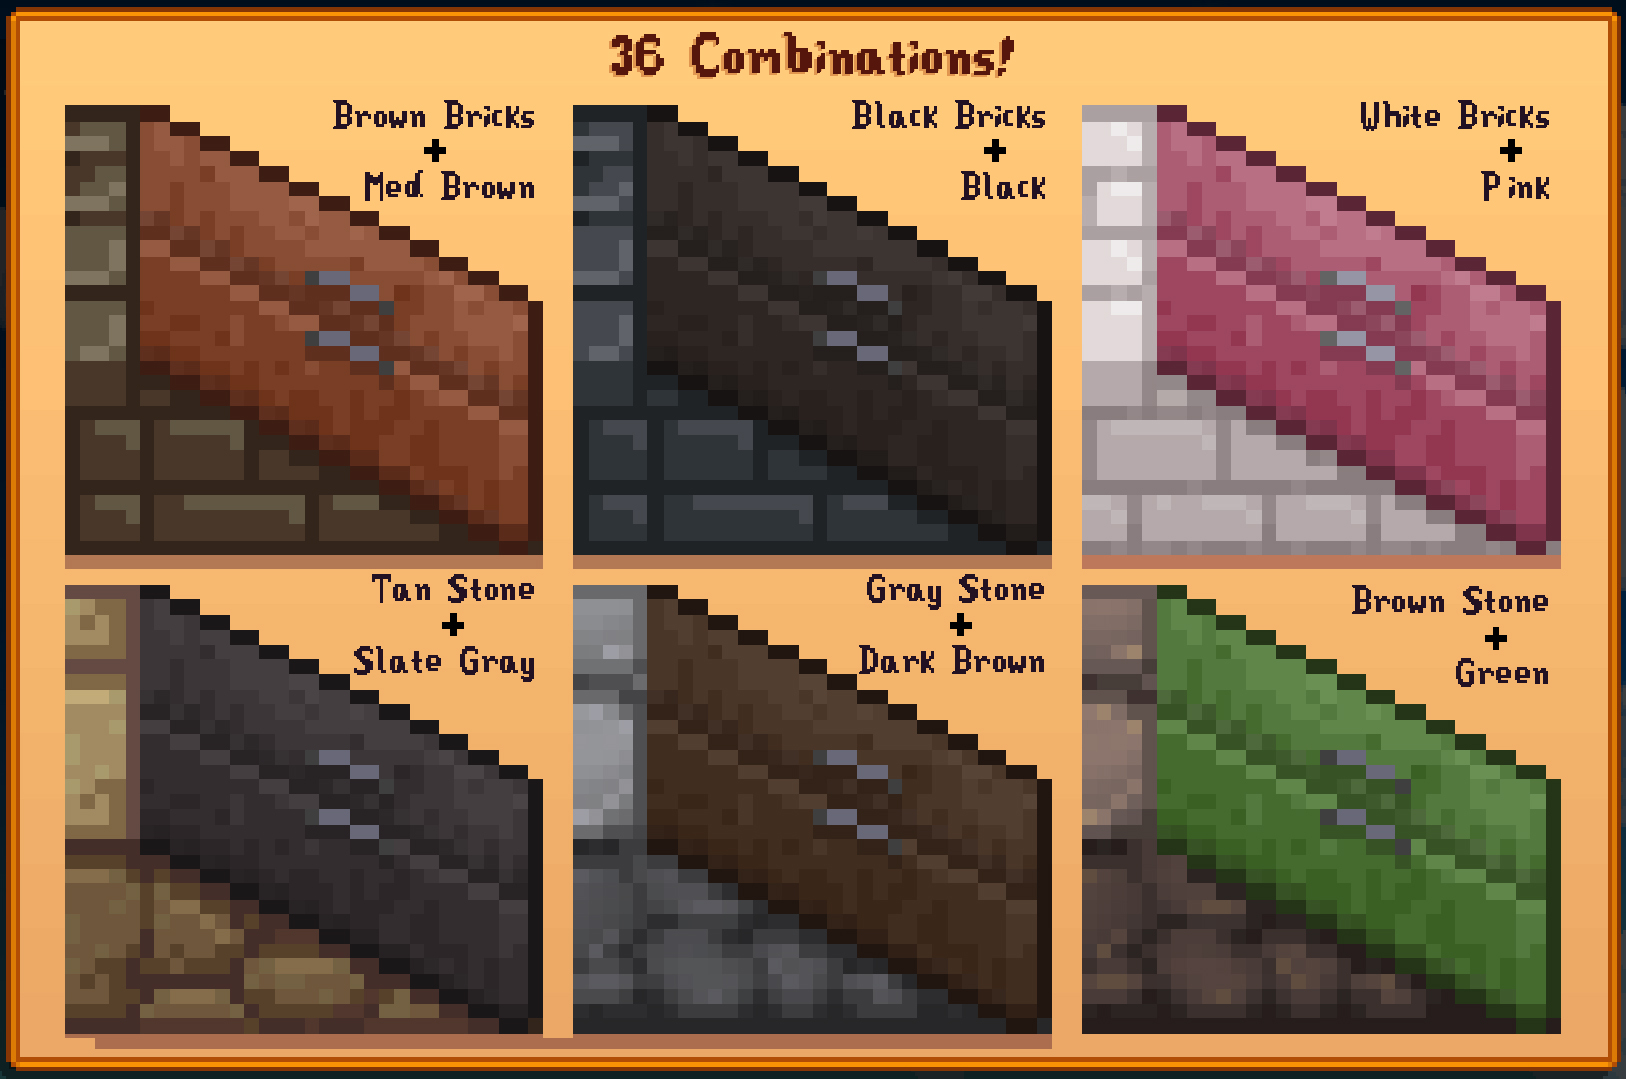 36 Combinations!
Brown Bricks
+
Med Brown
Black Bricks
+
Black
White Bricks
+
Pink
Tan Stone
+
Slate Gray
Gray Stone
+
Dark Brown
Brown Stone
+
Green